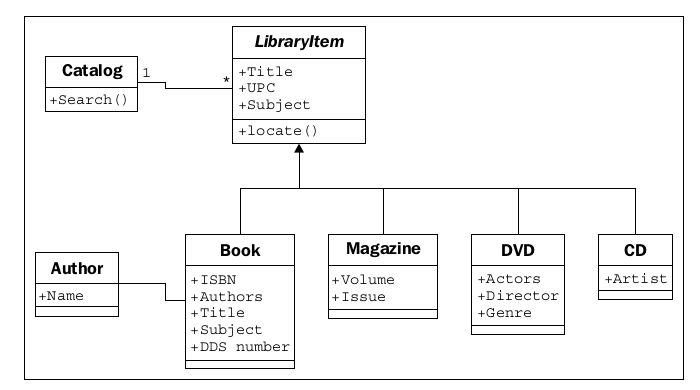 LibraryItem
+Title
+UPC
+Subject
+locate()
Catalog
+Search()
1
*
Author
+Name
Book
+ISBN
+Authors
+Title
+Subject
+DDS number
Magazine
+Volume
+Issue
DVD
+Actors
+Director
+Genre
CD
+Artist